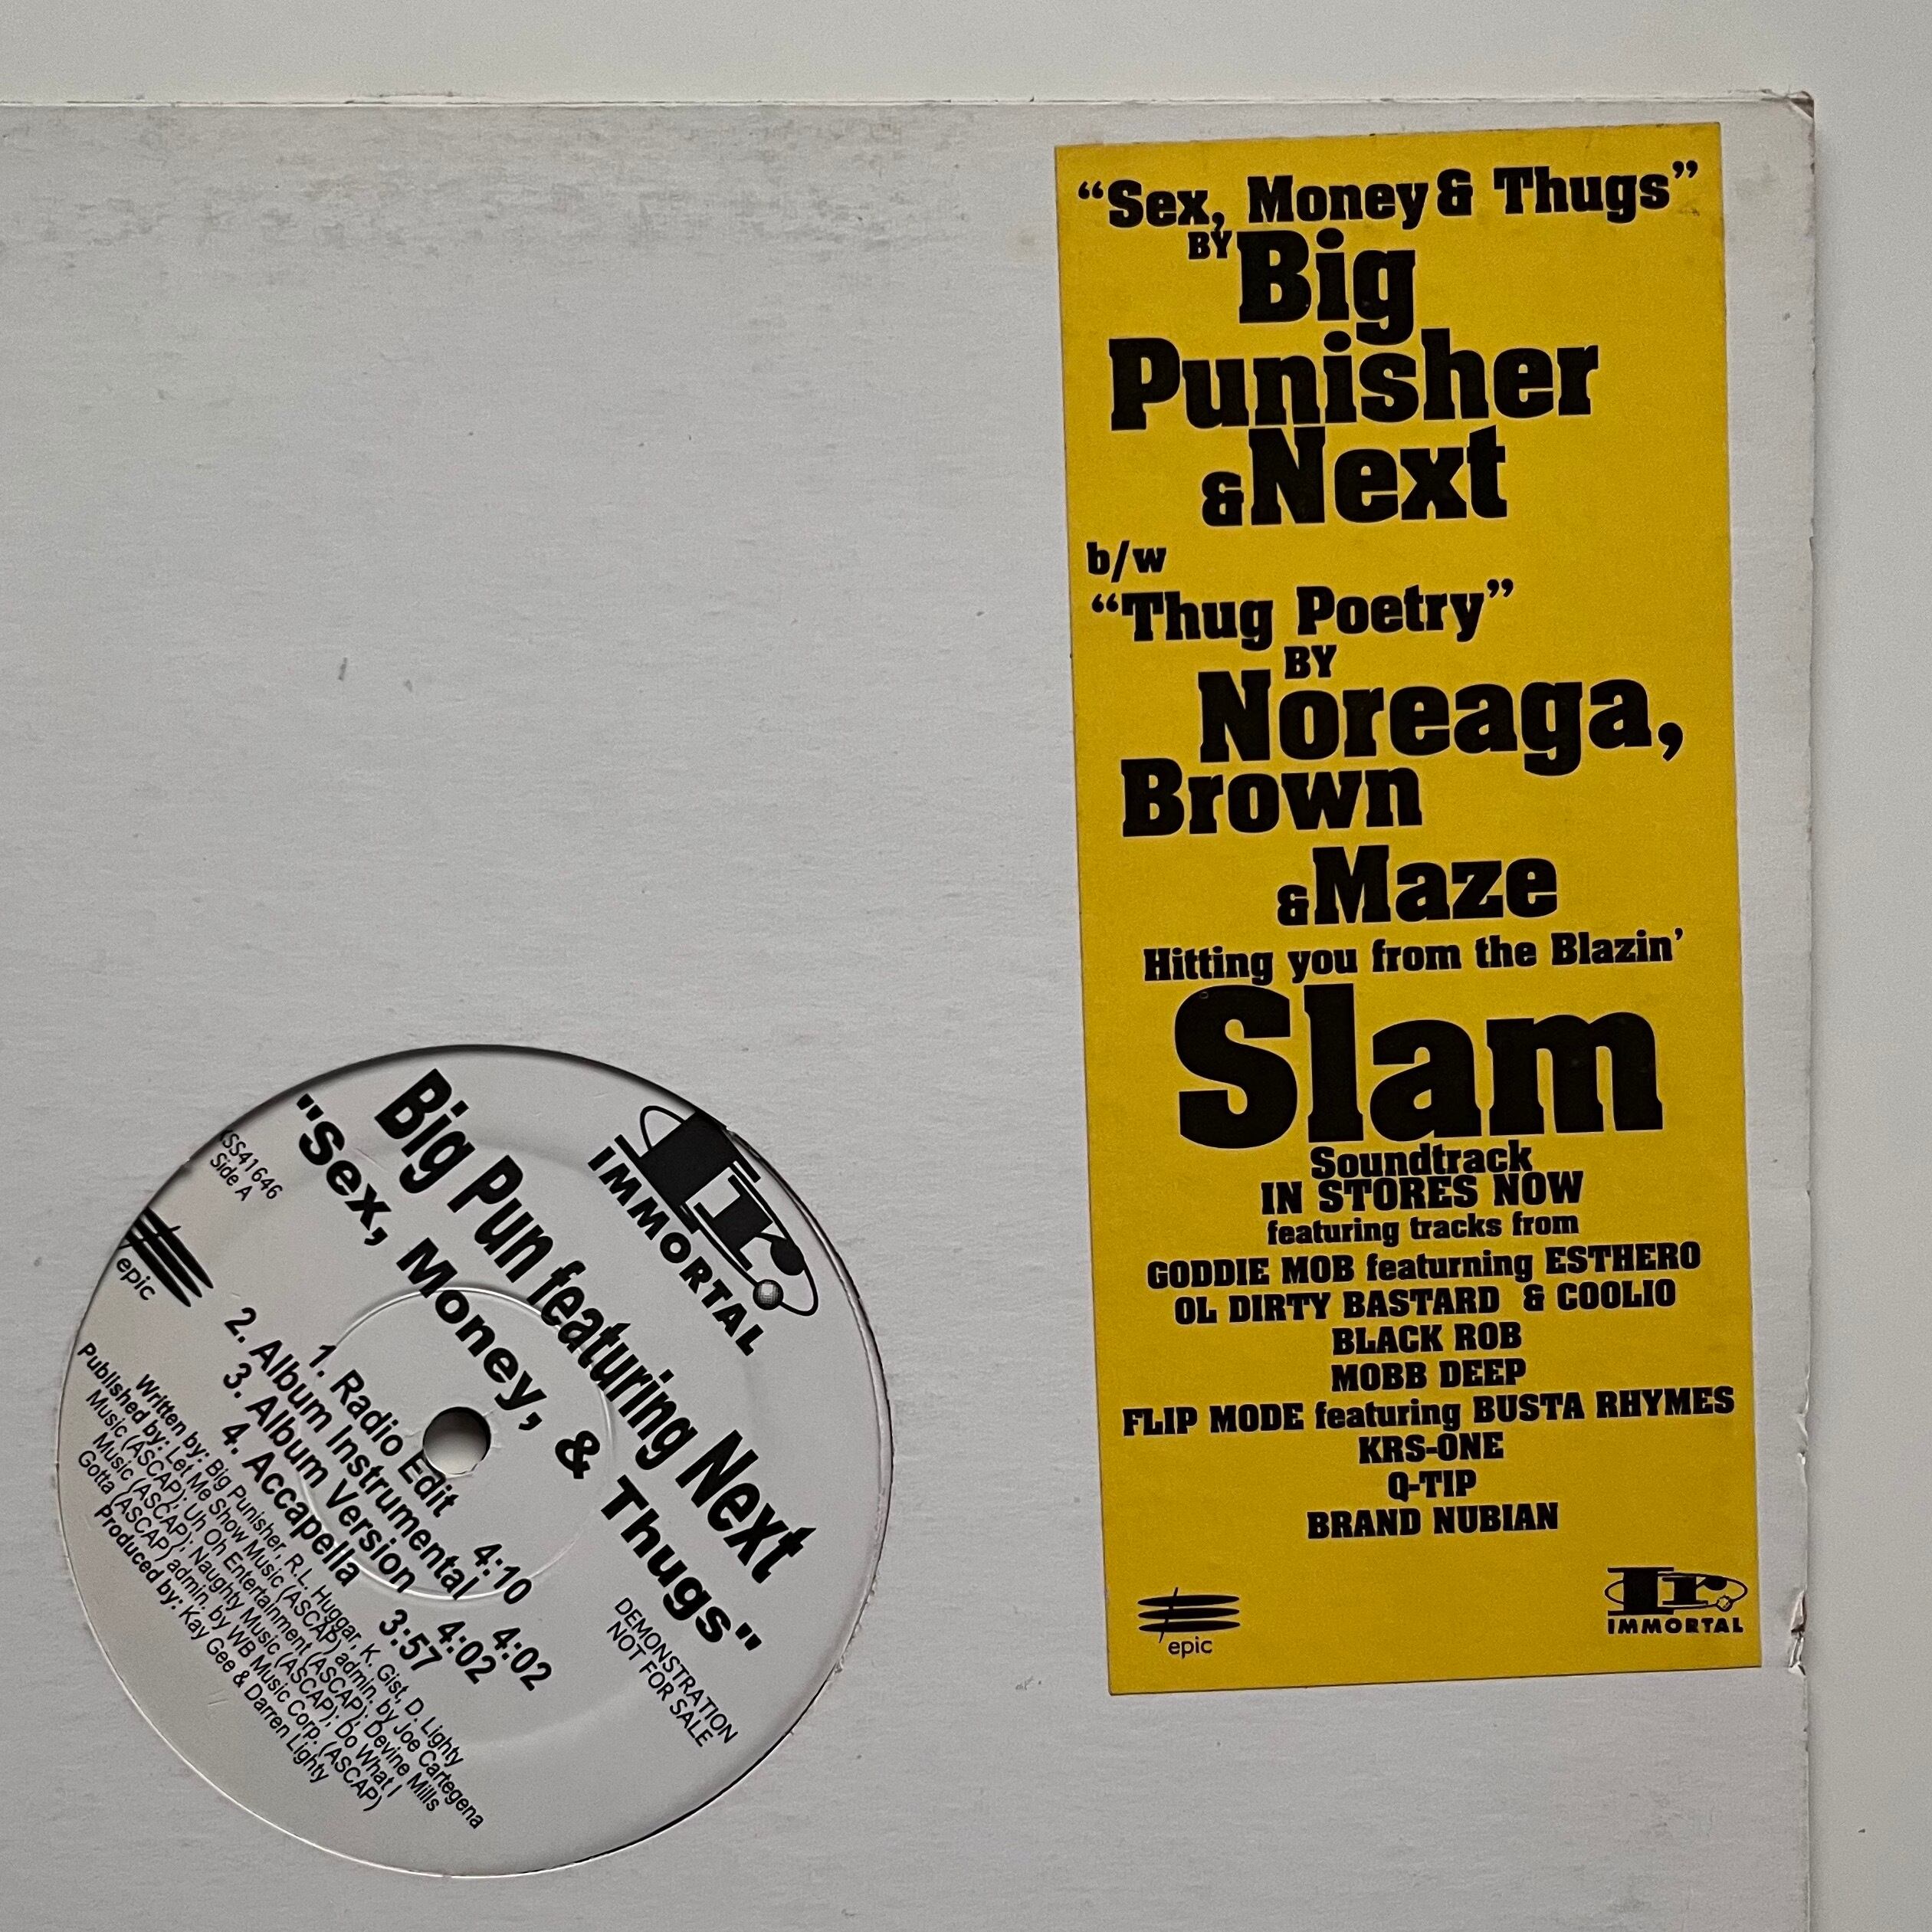 “Sex, Money & Thugs”
BY Big
Punisher
& Next
b/w
“Thug Poetry”
BY
Noreaga,
Brown
& Maze
Hitting you from the Blazin’
Slam
Soundtrack
IN STORES NOW
featuring tracks from
GODDIE MOB featurning ESTHERO
OL DIRTY BASTARD & COOLIO
BLACK ROB
MOBB DEEP
FLIP MODE featuring BUSTA RHYMES
KRS-ONE
Q-TIP
BRAND NUBIAN
epic
Ir.
IMMORTAL
Ir.
IMMORTAL
Big Pun featuring Next
"Sex, Money, & Thugs"
SS41646
Side A
epic
1. Radio Edit 4:10
2. Album Instrumental 4:02
3. Album Version 4:02
4. Accapella 3:57
DEMONSTRATION
NOT FOR SALE
Written by: Big Punisher, R.L. Huggar, K. Gist, D. Lighty
Published by: Let Me Show Music (ASCAP) admin. by Joe Cartegena
Music (ASCAP); Uh Oh Entertainment (ASCAP); Devine Mills
Music (ASCAP); Naughty Music (ASCAP); Do What I
Gotta (ASCAP) admin. by WB Music Corp. (ASCAP)
Produced by: Kay Gee & Darren Lighty